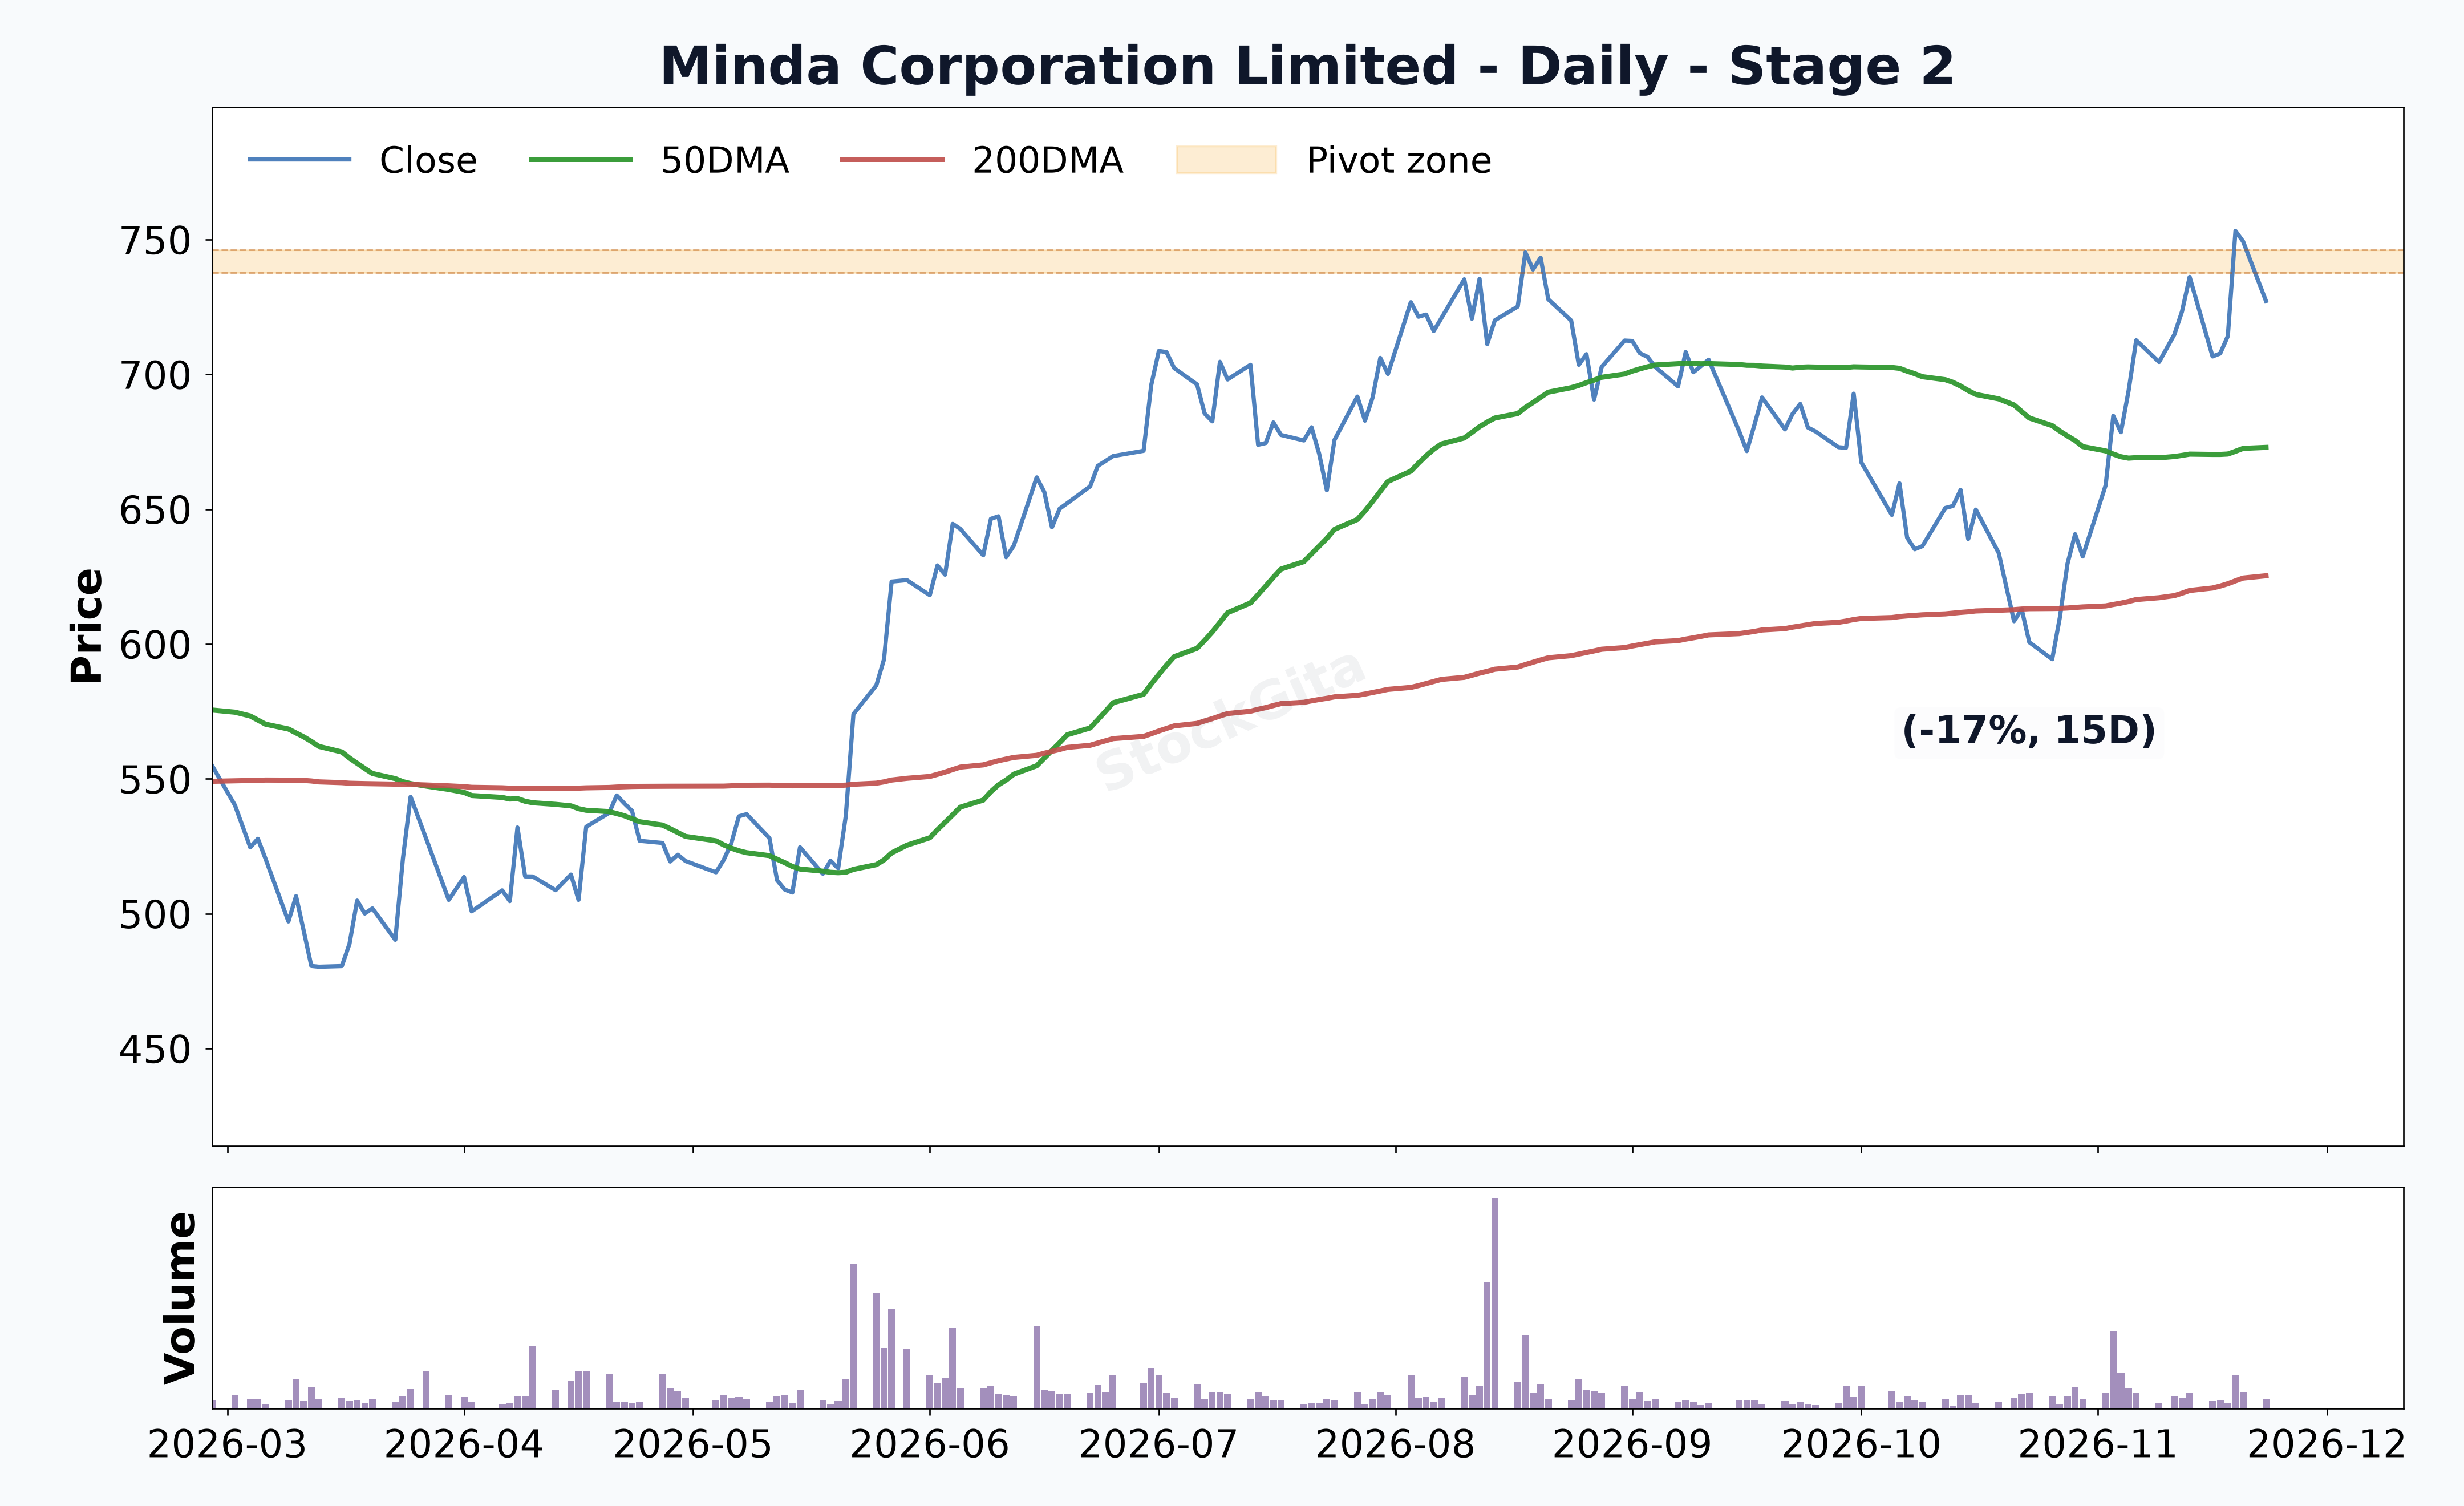 Minda Corporation Limited - Daily - Stage 2
Close 50DMA 200DMA Pivot zone
Price
750
700
650
600
550
500
450
StockGita
(-17%, 15D)
Volume
2026-03 2026-04 2026-05 2026-06 2026-07 2026-08 2026-09 2026-10 2026-11 2026-12